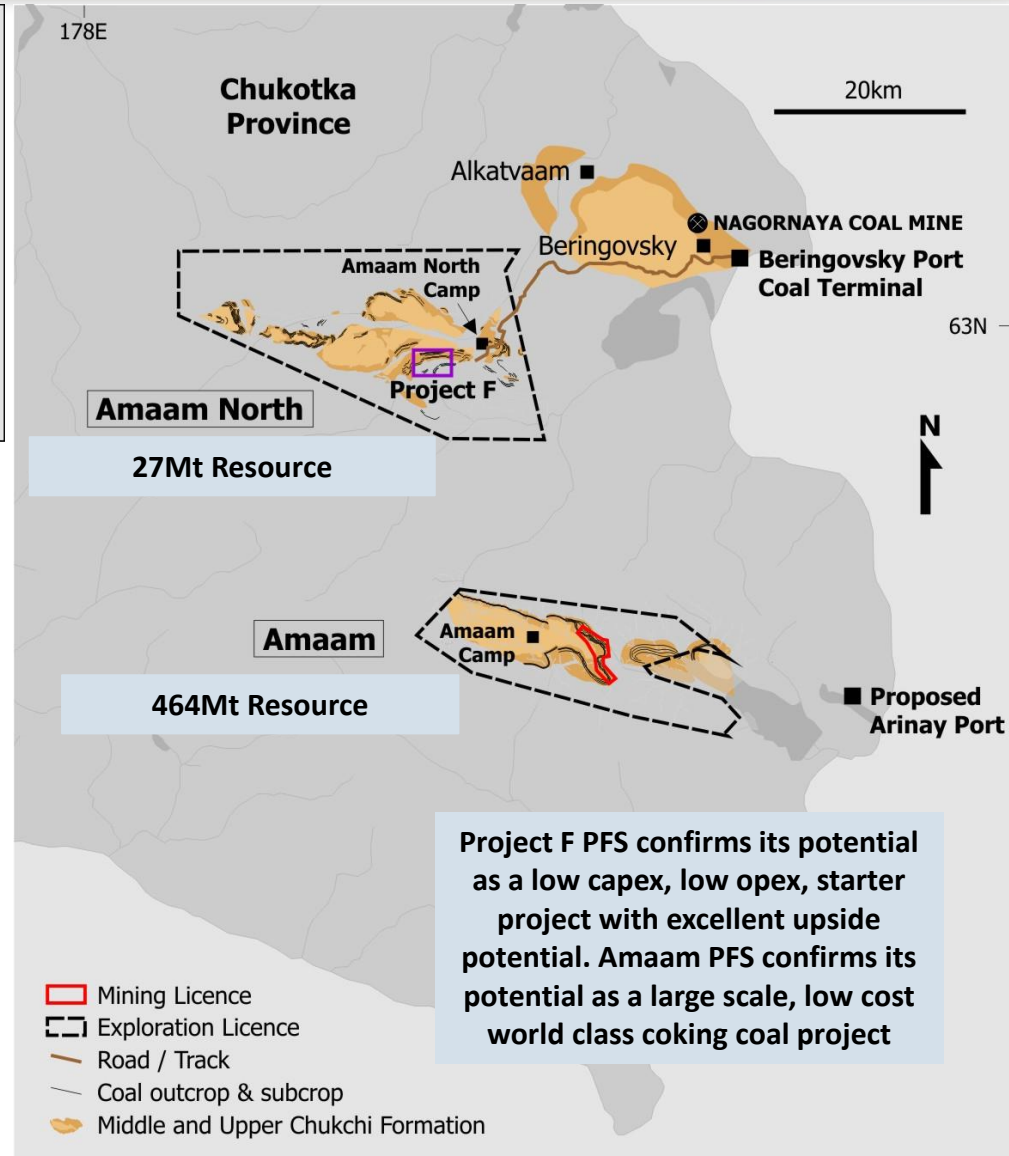 178E
Chukotka
Province
20km
Alkatvaam
NAGORNAYA COAL MINE
Beringovsky
Beringovsky Port
Coal Terminal
Amaam North
Camp
63N
Project F
Amaam North
27Mt Resource
N
Amaam
Amaam
Camp
464Mt Resource
Proposed
Arinay Port
Project F PFS confirms its potential
as a low capex, low opex, starter
project with excellent upside
potential. Amaam PFS confirms its
potential as a large scale, low cost
world class coking coal project
Mining Licence
Exploration Licence
Road / Track
Coal outcrop & subcrop
Middle and Upper Chukchi Formation